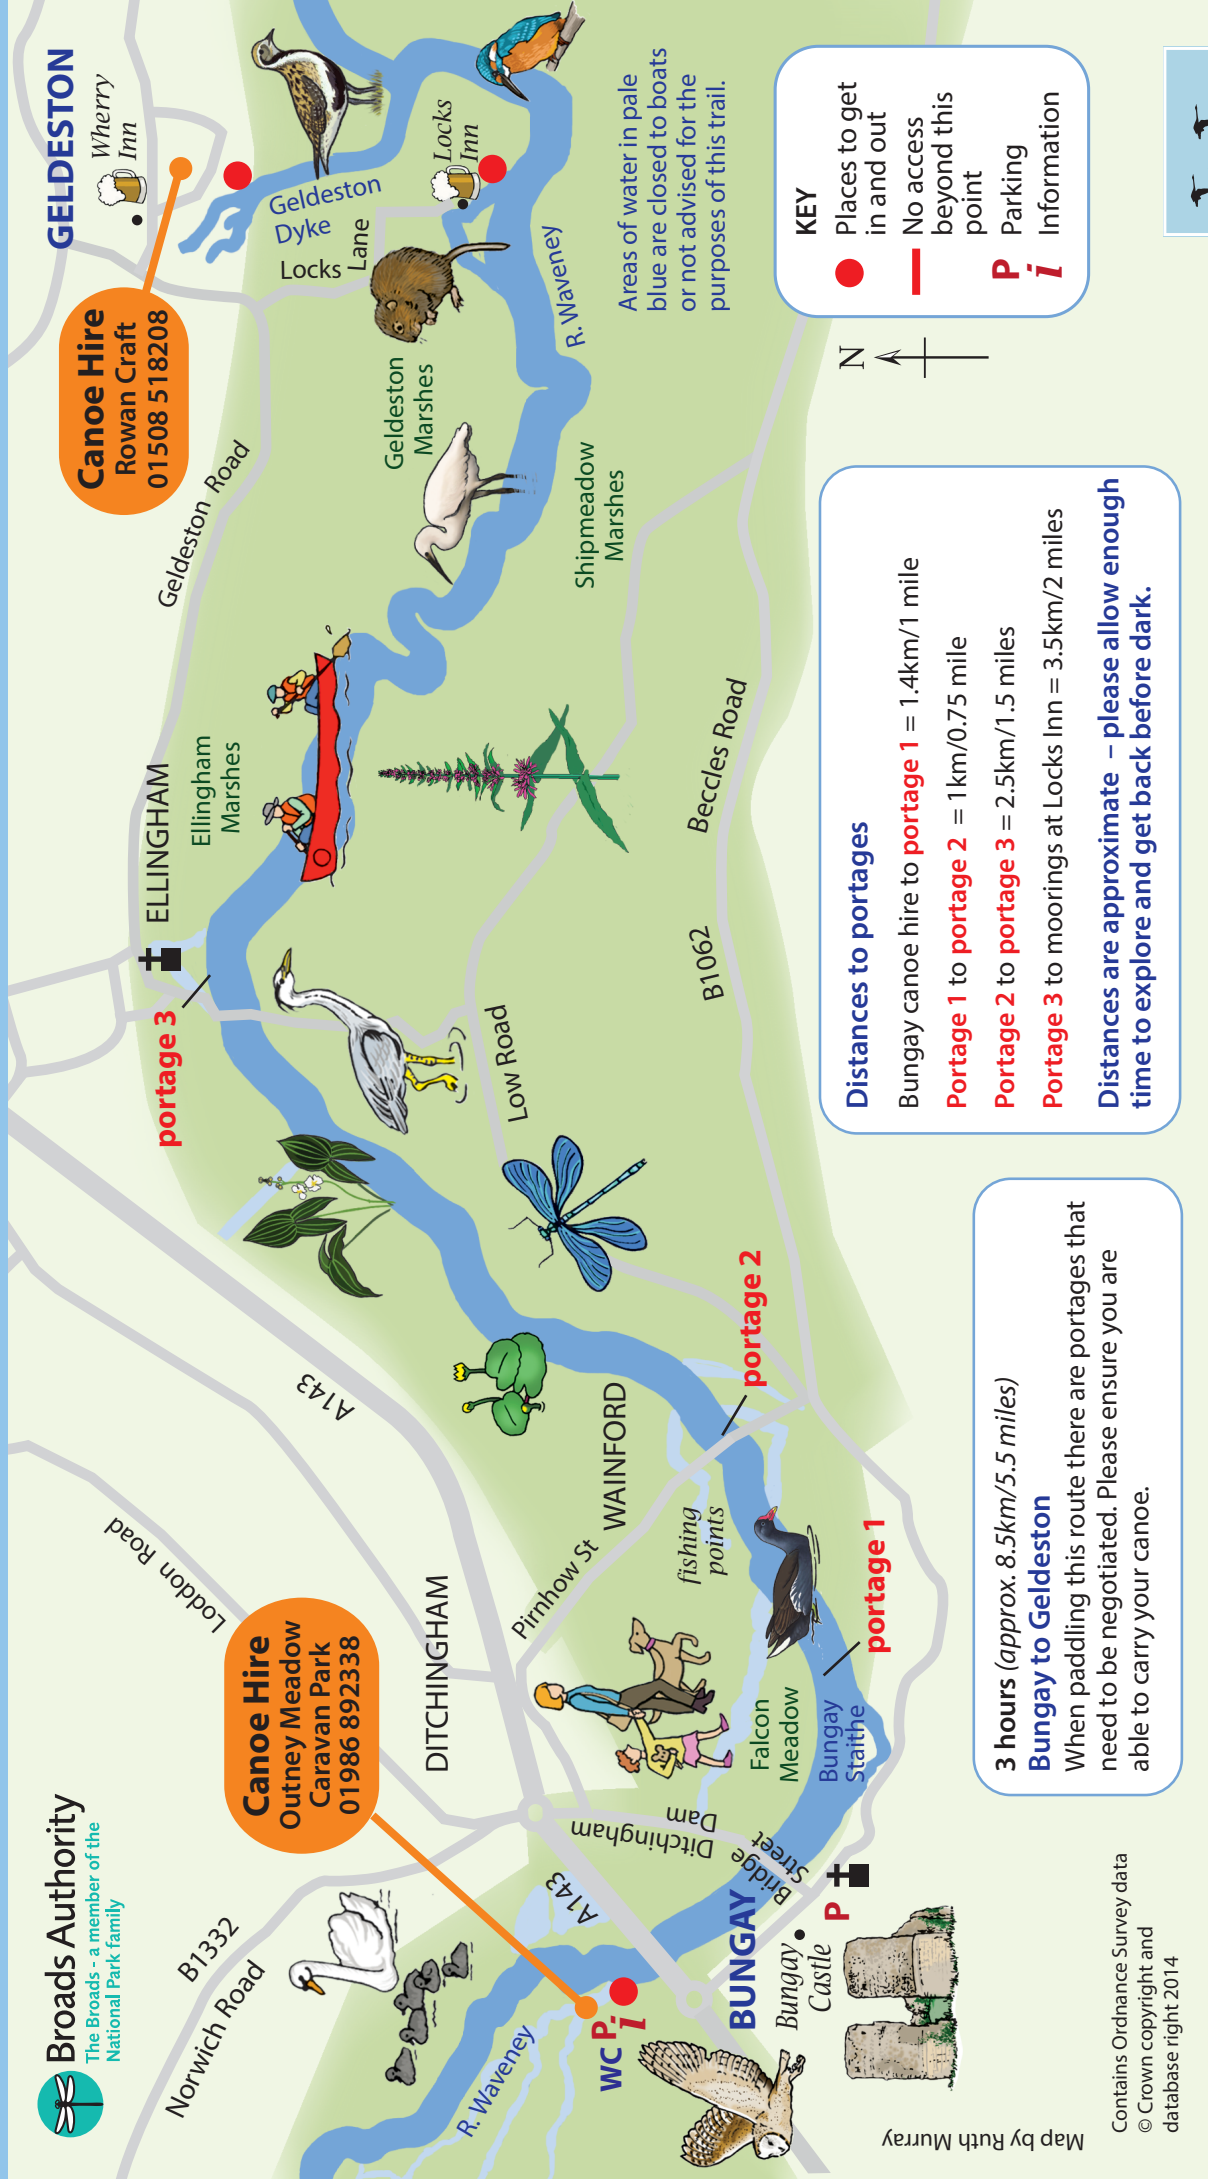 Broads Authority
The Broads - a member of the
National Park family
Norwich Road
B1332
Loddon Road
Canoe Hire
Outney Meadow
Caravan Park
01986 892338
DITCHINGHAM
A143
A143
R. Waveney
WC
P
i
BUNGAY
Bungay
Castle
P
Bridge
Street
Ditchingham
Dam
Falcon
Meadow
Bungay
Staithe
portage 1
Pirnhow St
WAINFORD
fishing
points
portage 2
Low Road
portage 3
ELLINGHAM
Ellingham
Marshes
B1062
Beccles Road
Geldeston Road
Canoe Hire
Rowan Craft
01508 518208
GELDESTON
Wherry
Inn
Geldeston
Dyke
Locks
Lane
Locks
Inn
Geldeston
Marshes
R. Waveney
Shipmeadow
Marshes
Areas of water in pale
blue are closed to boats
or not advised for the
purposes of this trail.
N
KEY
Places to get
in and out
No access
beyond this
point
P Parking
i Information
3 hours (approx. 8.5km/5.5 miles)
Bungay to Geldeston
When paddling this route there are portages that
need to be negotiated. Please ensure you are
able to carry your canoe.
Distances to portages
Bungay canoe hire to portage 1 = 1.4km/1 mile
Portage 1 to portage 2 = 1km/0.75 mile
Portage 2 to portage 3 = 2.5km/1.5 miles
Portage 3 to moorings at Locks Inn = 3.5km/2 miles
Distances are approximate – please allow enough
time to explore and get back before dark.
Map by Ruth Murray
Contains Ordnance Survey data
© Crown copyright and
database right 2014